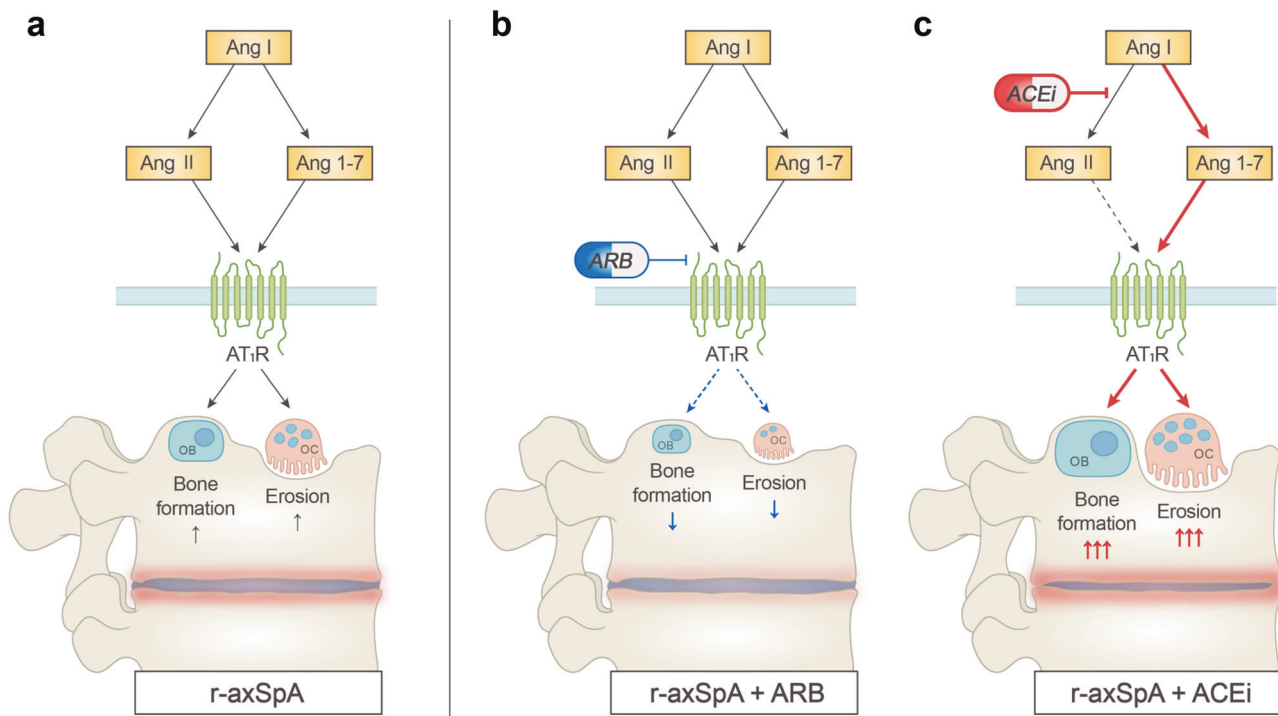 a
Ang I
Ang II
Ang 1-7
AT₁R
OB
OC
Bone
formation
↑
Erosion
↑
r-axSpA
b
Ang I
Ang II
Ang 1-7
ARB
AT₁R
OB
OC
Bone
formation
↓
Erosion
↓
r-axSpA + ARB
c
Ang I
ACEi
Ang II
Ang 1-7
AT₁R
OB
OC
Bone
formation
↑↑↑
Erosion
↑↑↑
r-axSpA + ACEi